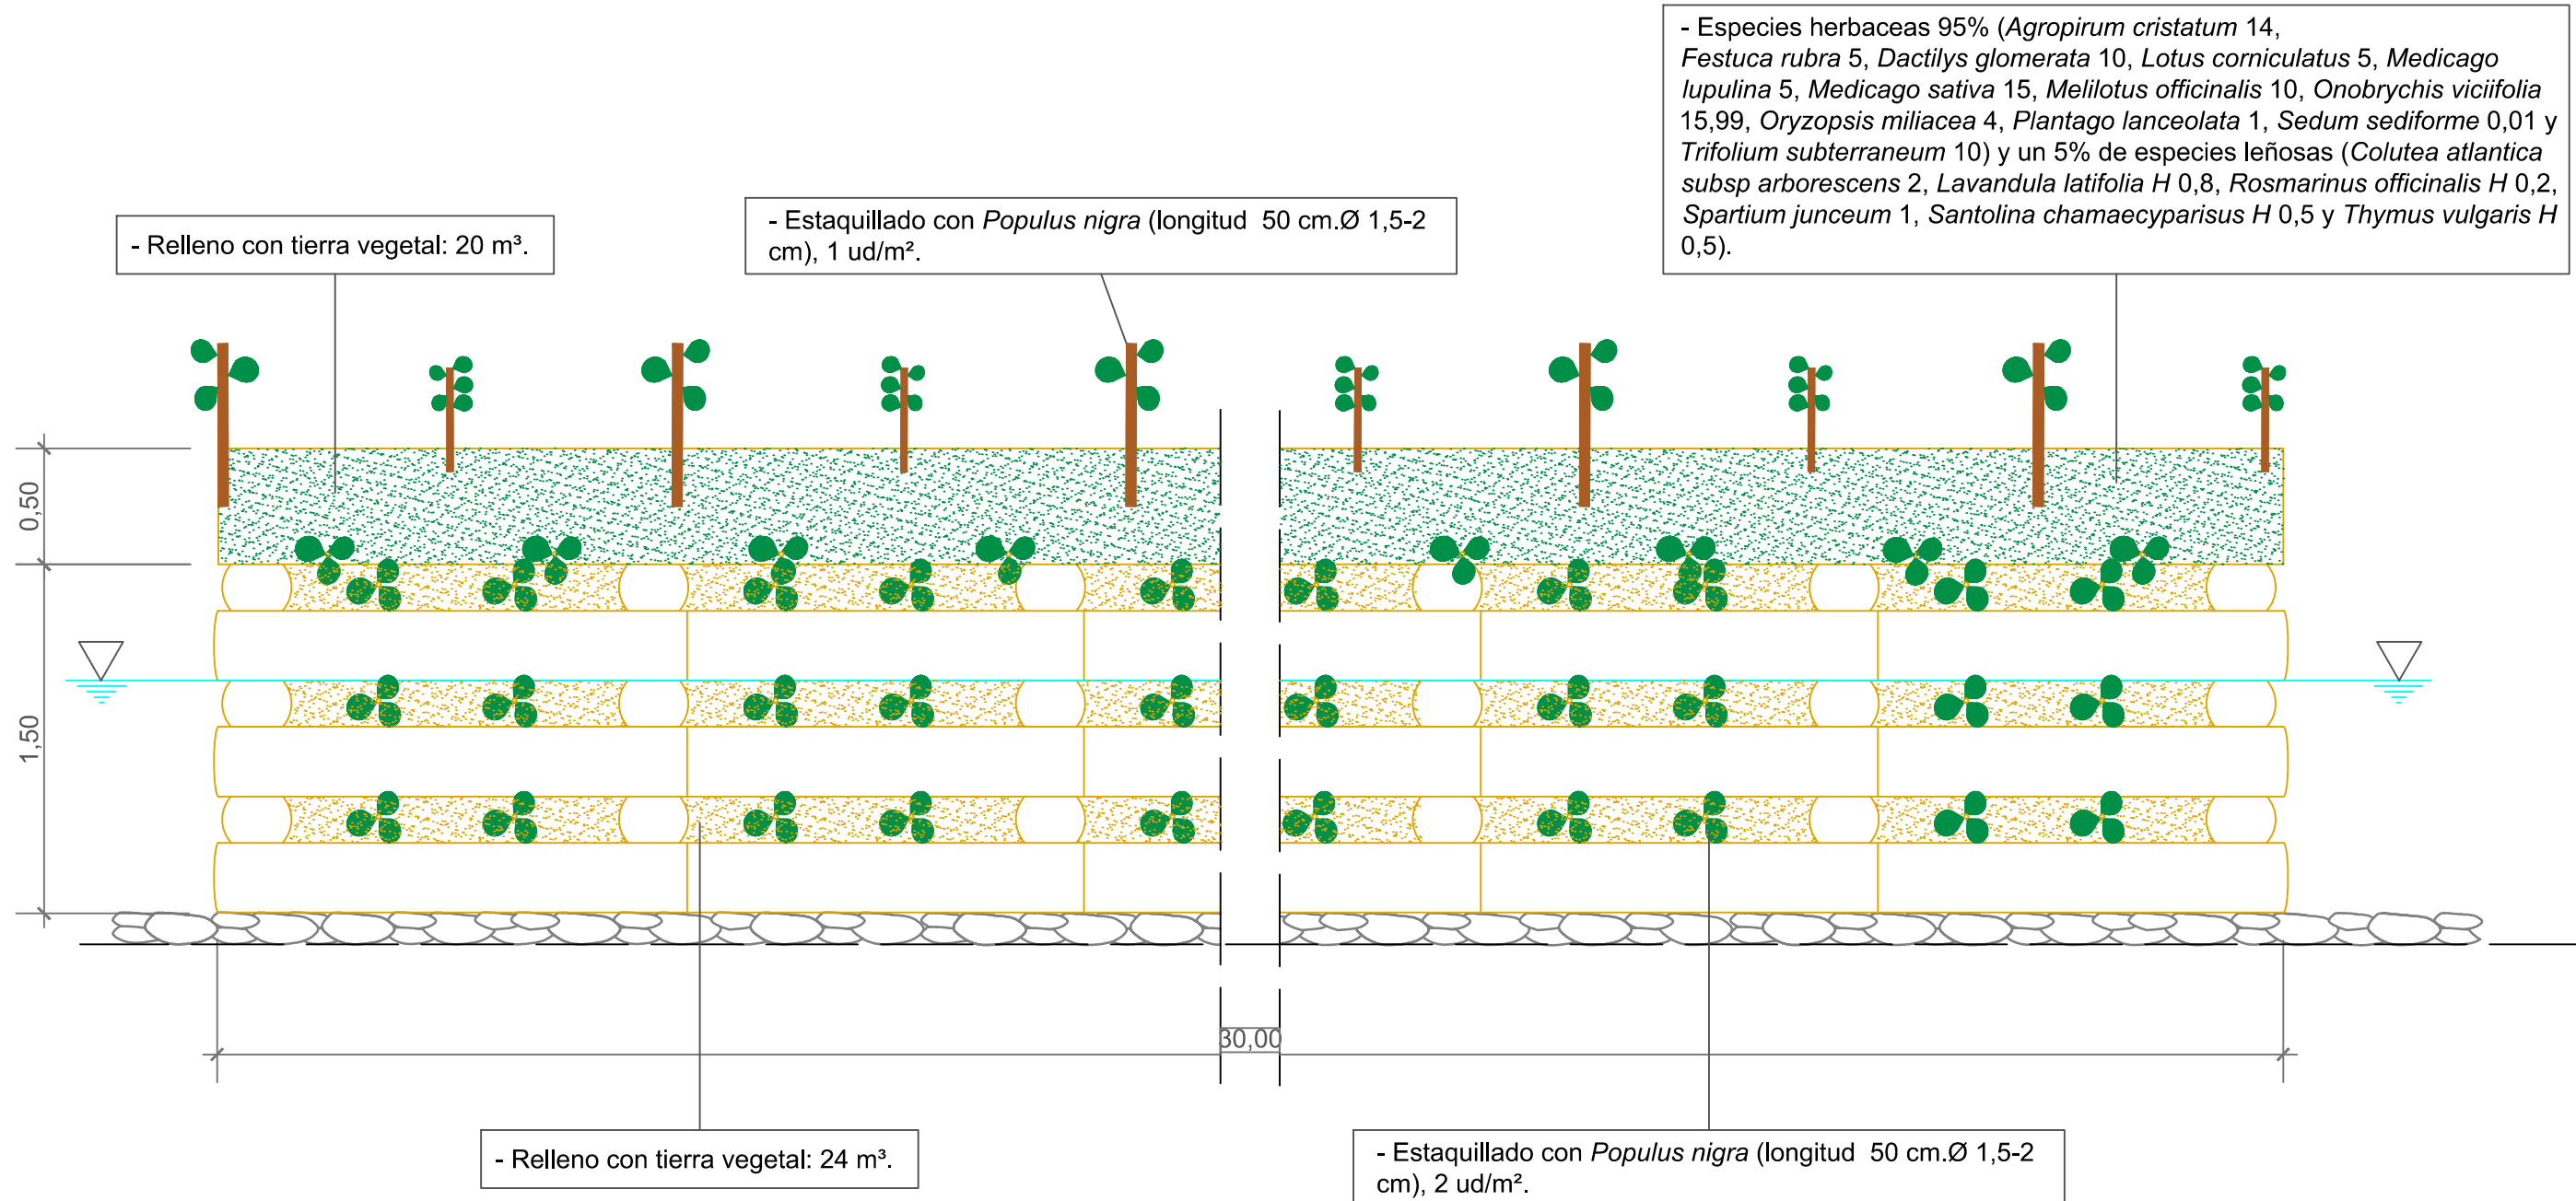 - Especies herbaceas 95% (Agropirum cristatum 14,
Festuca rubra 5, Dactilys glomerata 10, Lotus corniculatus 5, Medicago
lupulina 5, Medicago sativa 15, Melilotus officinalis 10, Onobrychis viciifolia
15,99, Oryzopsis miliacea 4, Plantago lanceolata 1, Sedum sediforme 0,01 y
Trifolium subterraneum 10) y un 5% de especies leñosas (Colutea atlantica
subsp arborescens 2, Lavandula latifolia H 0,8, Rosmarinus officinalis H 0,2,
Spartium junceum 1, Santolina chamaecyparisus H 0,5 y Thymus vulgaris H
0,5).
- Relleno con tierra vegetal: 20 m³.
- Estaquillado con Populus nigra (longitud 50 cm.Ø 1,5-2
cm), 1 ud/m².
0,50
1,50
30,00
- Relleno con tierra vegetal: 24 m³.
- Estaquillado con Populus nigra (longitud 50 cm.Ø 1,5-2
cm), 2 ud/m².